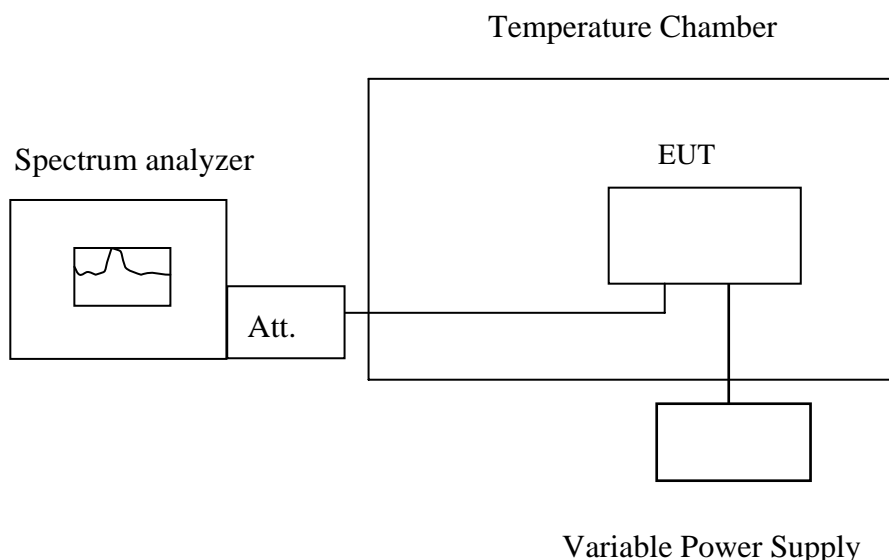 Temperature Chamber
Spectrum analyzer
EUT
Att.
Variable Power Supply